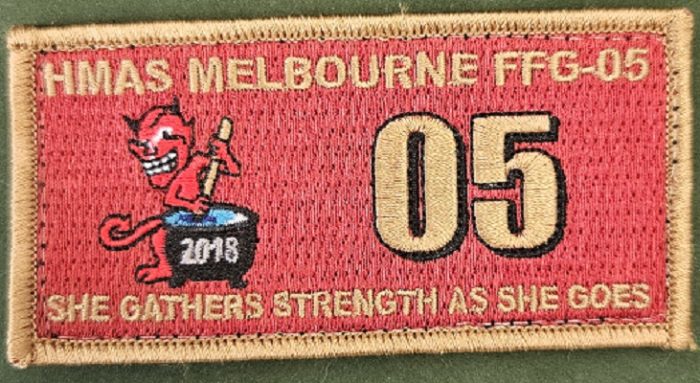 HMAS MELBOURNE FFG-05
05
2018
SHE GATHERS STRENGTH AS SHE GOES